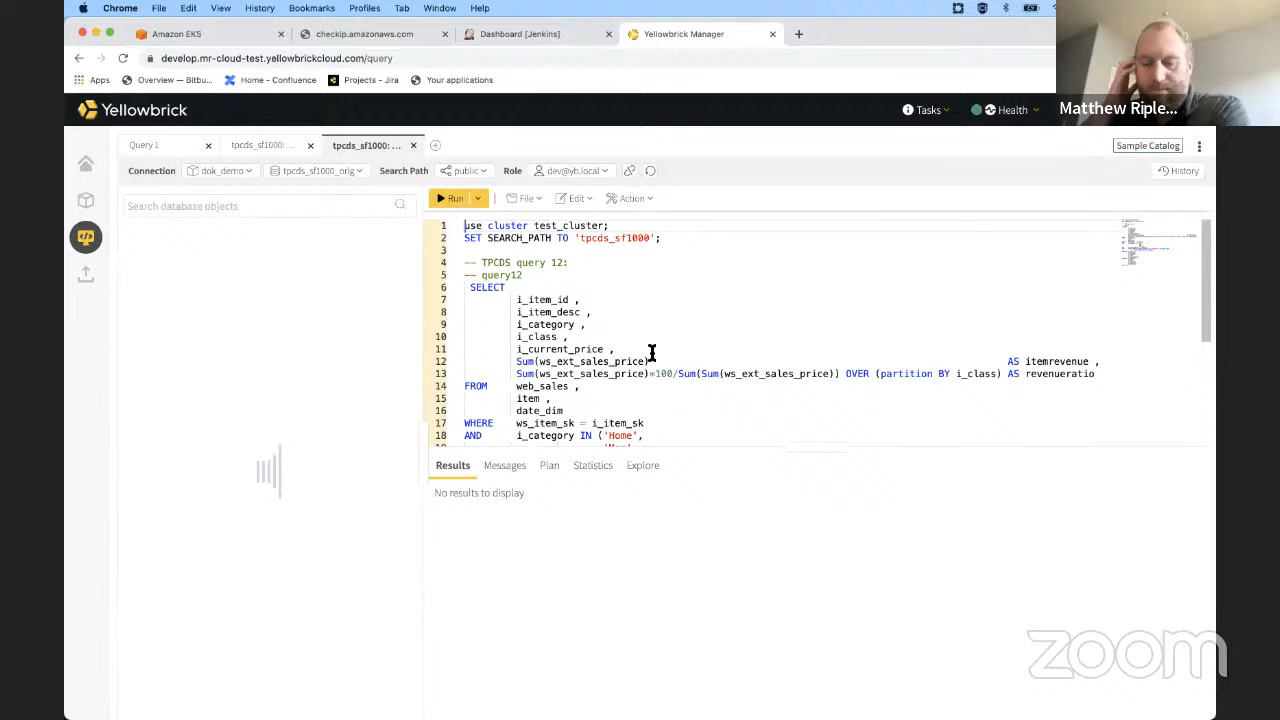 Chrome File Edit View History Bookmarks Profiles Tab Window Help
Amazon EKS checkip.amazonaws.com Dashboard [Jenkins] Yellowbrick Manager
develop.mr-cloud-test.yellowbrickcloud.com/query
Apps Overview — Bitbu... Home - Confluence Projects - Jira Your applications
Yellowbrick Tasks Health Matthew Riple...
Query 1 tpcds_sf1000: ... tpcds_sf1000: ... Sample Catalog
Connection dok_demo tpcds_sf1000_orig Search Path public Role dev@yb.local History
Search database objects
Run File Edit Action
1 use cluster test_cluster;
2 SET SEARCH_PATH TO 'tpcds_sf1000';
3
4 -- TPCDS query 12:
5 -- query12
6 SELECT
7 i_item_id ,
8 i_item_desc ,
9 i_category ,
10 i_class ,
11 i_current_price ,
12 Sum(ws_ext_sales_price) AS itemrevenue ,
13 Sum(ws_ext_sales_price)*100/Sum(Sum(ws_ext_sales_price)) OVER (partition BY i_class) AS revenueratio
14 FROM web_sales ,
15 item ,
16 date_dim
17 WHERE ws_item_sk = i_item_sk
18 AND i_category IN ('Home',
Results Messages Plan Statistics Explore
No results to display
zoom